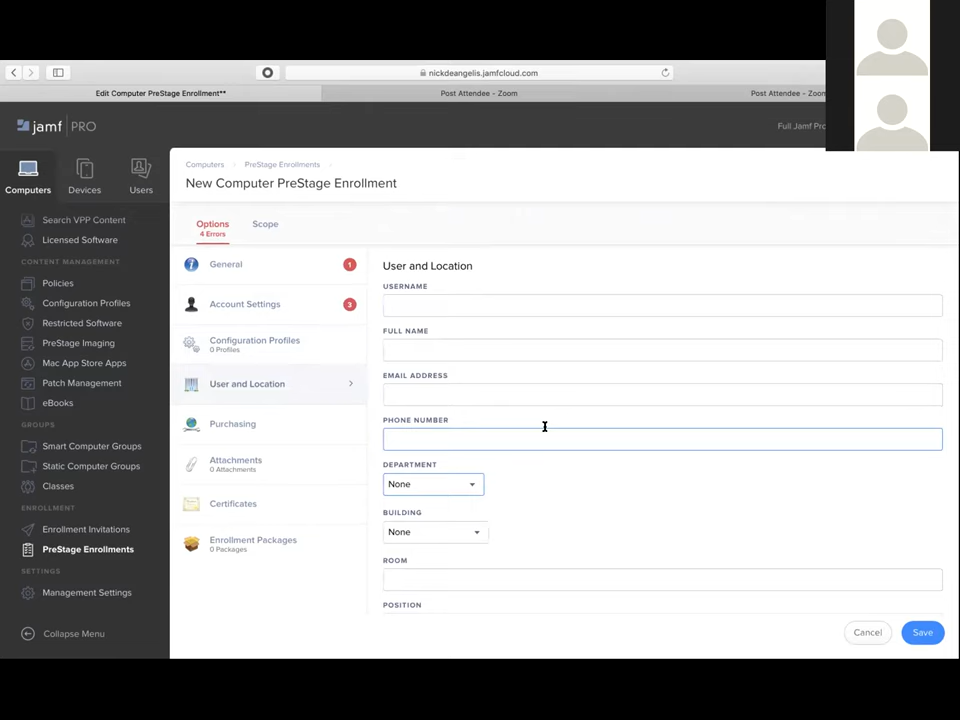 nickdeangelis.jamfcloud.com
Edit Computer PreStage Enrollment**
Post Attendee - Zoom
Post Attendee - Zoom
jamf PRO
Full Jamf Pro
Computers
Devices
Users
Search VPP Content
Licensed Software
CONTENT MANAGEMENT
Policies
Configuration Profiles
Restricted Software
PreStage Imaging
Mac App Store Apps
Patch Management
eBooks
GROUPS
Smart Computer Groups
Static Computer Groups
Classes
ENROLLMENT
Enrollment Invitations
PreStage Enrollments
SETTINGS
Management Settings
Collapse Menu
Computers
PreStage Enrollments
New Computer PreStage Enrollment
Options
4 Errors
Scope
General
1
Account Settings
3
Configuration Profiles
0 Profiles
User and Location
Purchasing
Attachments
0 Attachments
Certificates
Enrollment Packages
0 Packages
User and Location
USERNAME
FULL NAME
EMAIL ADDRESS
PHONE NUMBER
DEPARTMENT
None
BUILDING
None
ROOM
POSITION
Cancel
Save